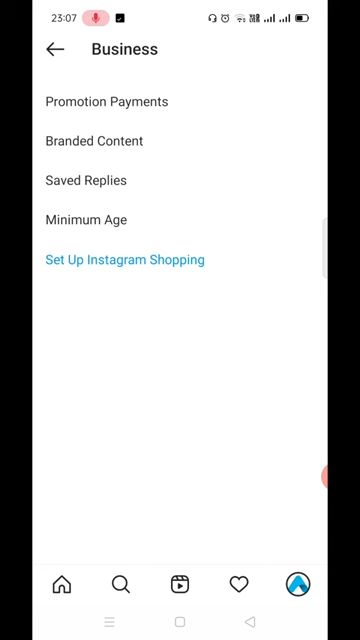 23:07
Business
Promotion Payments
Branded Content
Saved Replies
Minimum Age
Set Up Instagram Shopping